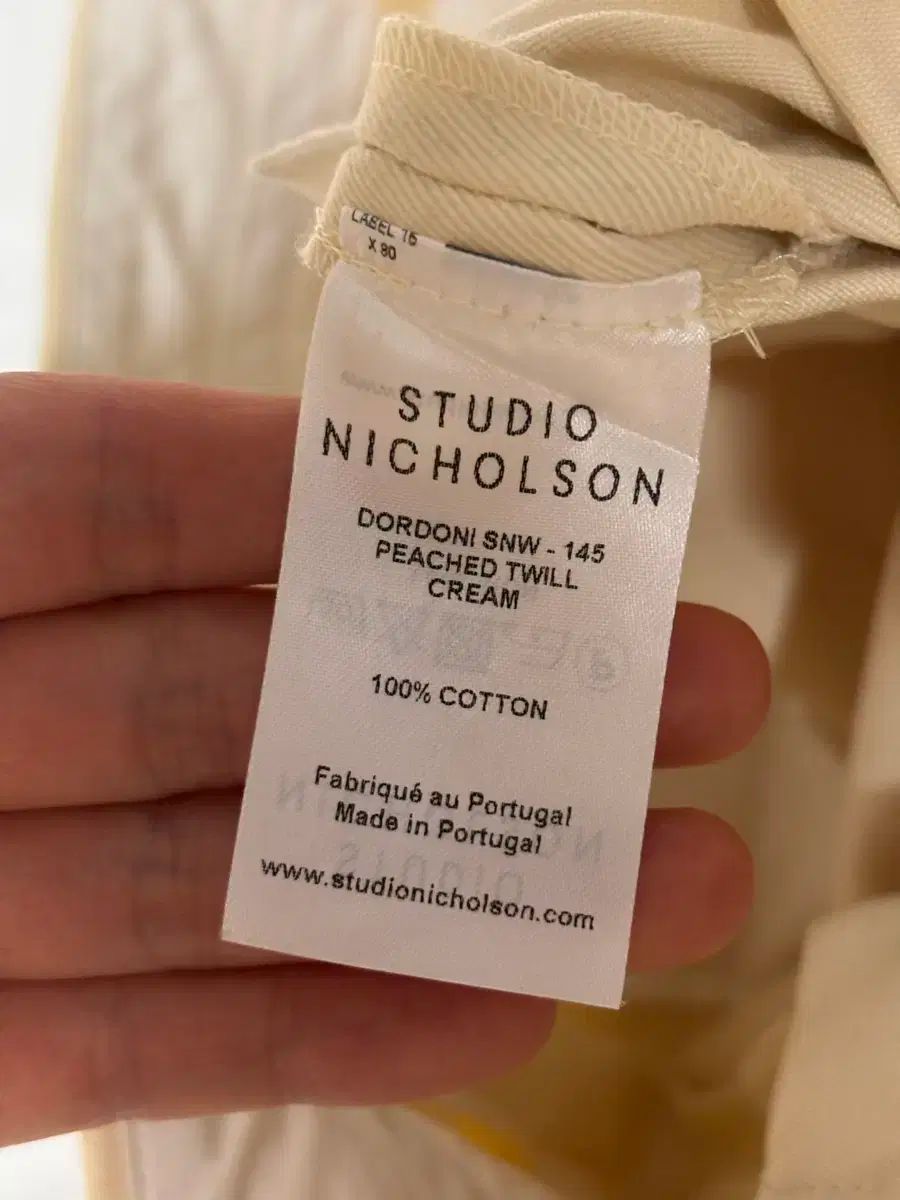 LABEL 15
X 80
STUDIO
NICHOLSON
DORDONI SNW - 145
PEACHED TWILL
CREAM
100% COTTON
Fabriqué au Portugal
Made in Portugal
www.studionicholson.com